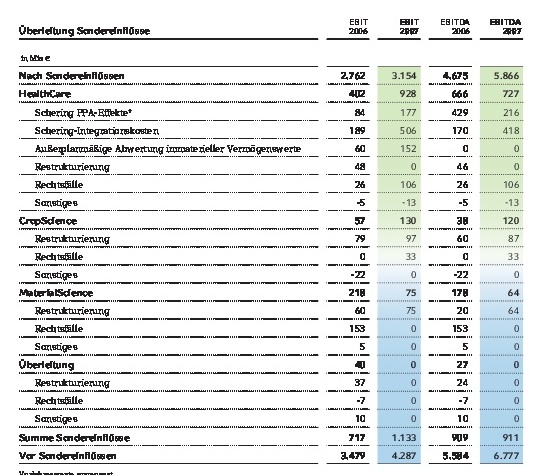 EBIT EBIT EBITDA EBITDA
Überleitung Sondereinflüsse 2006 2007 2006 2007
in Mio €
Nach Sondereinflüssen 2.762 3.154 4.675 5.866
HealthCare 402 928 666 727
Schering PPA-Effekte* 84 177 429 216
Schering-Integrationskosten 189 506 170 418
Außerplanmäßige Abwertung immaterieller Vermögenswerte 60 152 0 0
Restrukturierung 48 0 46 0
Rechtsfälle 26 106 26 106
Sonstiges -5 -13 -5 -13
CropScience 57 130 38 120
Restrukturierung 79 97 60 87
Rechtsfälle 0 33 0 33
Sonstiges -22 0 -22 0
MaterialScience 218 75 178 64
Restrukturierung 60 75 20 64
Rechtsfälle 153 0 153 0
Sonstiges 5 0 5 0
Überleitung 40 0 27 0
Restrukturierung 37 0 24 0
Rechtsfälle -7 0 -7 0
Sonstiges 10 0 10 0
Summe Sondereinflüsse 717 1.133 909 911
Vor Sondereinflüssen 3.479 4.287 5.584 6.777